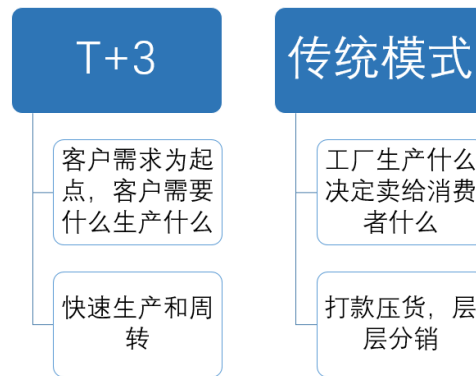 T+3
客户需求为起
点，客户需要
什么生产什么
快速生产和周
转
传统模式
工厂生产什么
决定卖给消费
者什么
打款压货，层
层分销